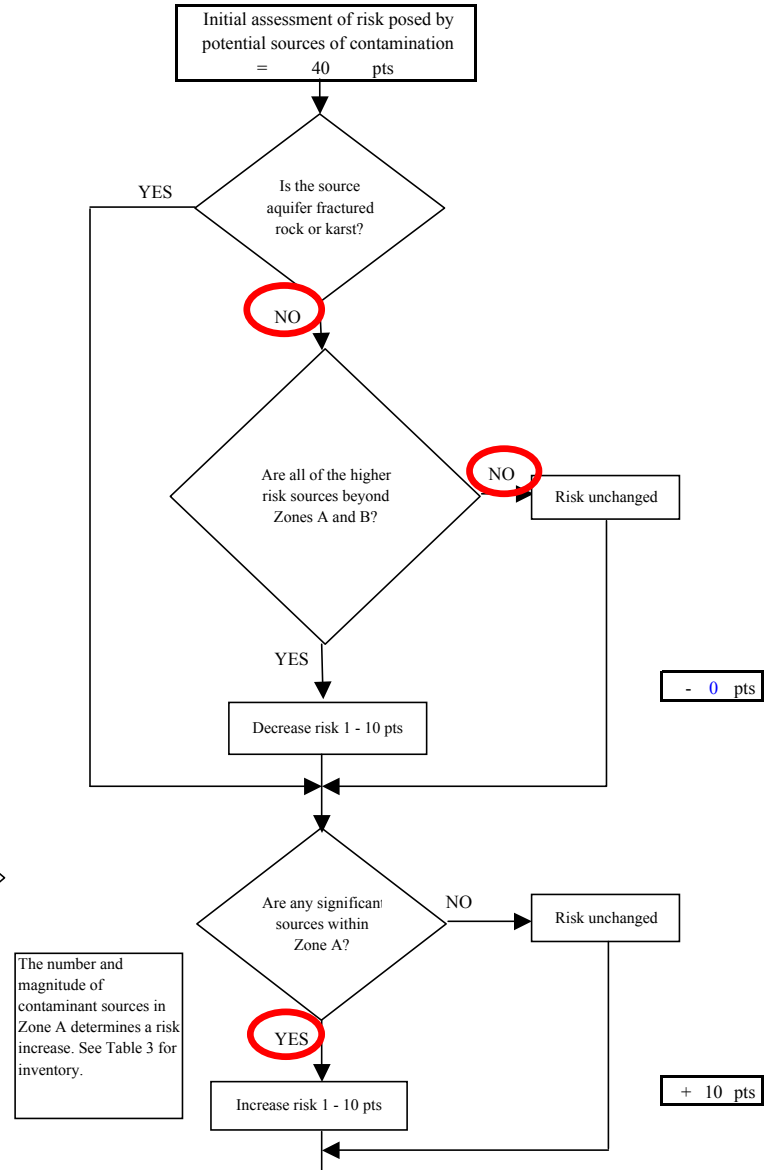 Initial assessment of risk posed by
potential sources of contamination
= 40 pts
YES
Is the source
aquifer fractured
rock or karst?
NO
Are all of the higher
risk sources beyond
Zones A and B?
NO
Risk unchanged
YES
- 0 pts
Decrease risk 1 - 10 pts
Are any significant
sources within
Zone A?
NO
Risk unchanged
The number and
magnitude of
contaminant sources in
Zone A determines a risk
increase. See Table 3 for
inventory.
YES
Increase risk 1 - 10 pts
+ 10 pts